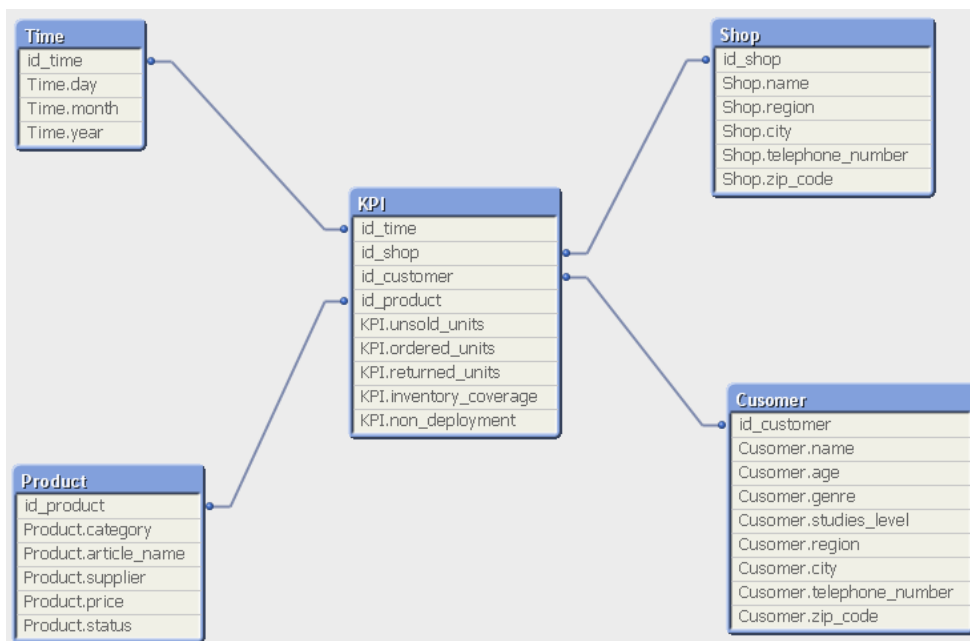 Time
id_time
Time.day
Time.month
Time.year
Shop
id_shop
Shop.name
Shop.region
Shop.city
Shop.telephone_number
Shop.zip_code
KPI
id_time
id_shop
id_customer
id_product
KPI.unsold_units
KPI.ordered_units
KPI.returned_units
KPI.inventory_coverage
KPI.non_deployment
Product
id_product
Product.category
Product.article_name
Product.supplier
Product.price
Product.status
Cusomer
id_customer
Cusomer.name
Cusomer.age
Cusomer.genre
Cusomer.studies_level
Cusomer.region
Cusomer.city
Cusomer.telephone_number
Cusomer.zip_code